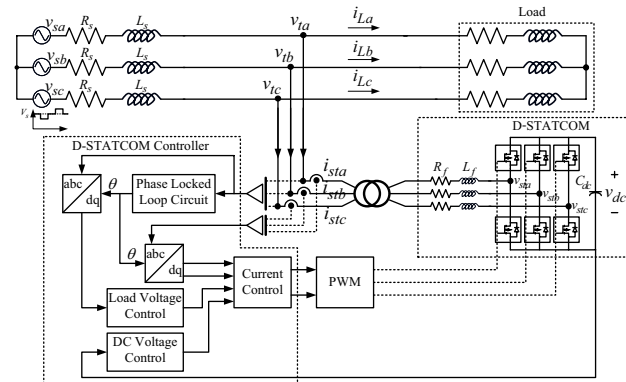 v_sa R_s L_s v_ta i_La Load
v_sb R_s L_s v_tb i_Lb
v_sc R_s L_s v_tc i_Lc
D-STATCOM
D-STATCOM Controller
i_sta
i_stb
i_stc
R_f L_f
v_sta
v_stb
v_stc
C_dc
+
v_dc
−
abc
dq
θ
Phase Locked
Loop Circuit
θ
abc
dq
Current
Control
PWM
Load Voltage
Control
DC Voltage
Control